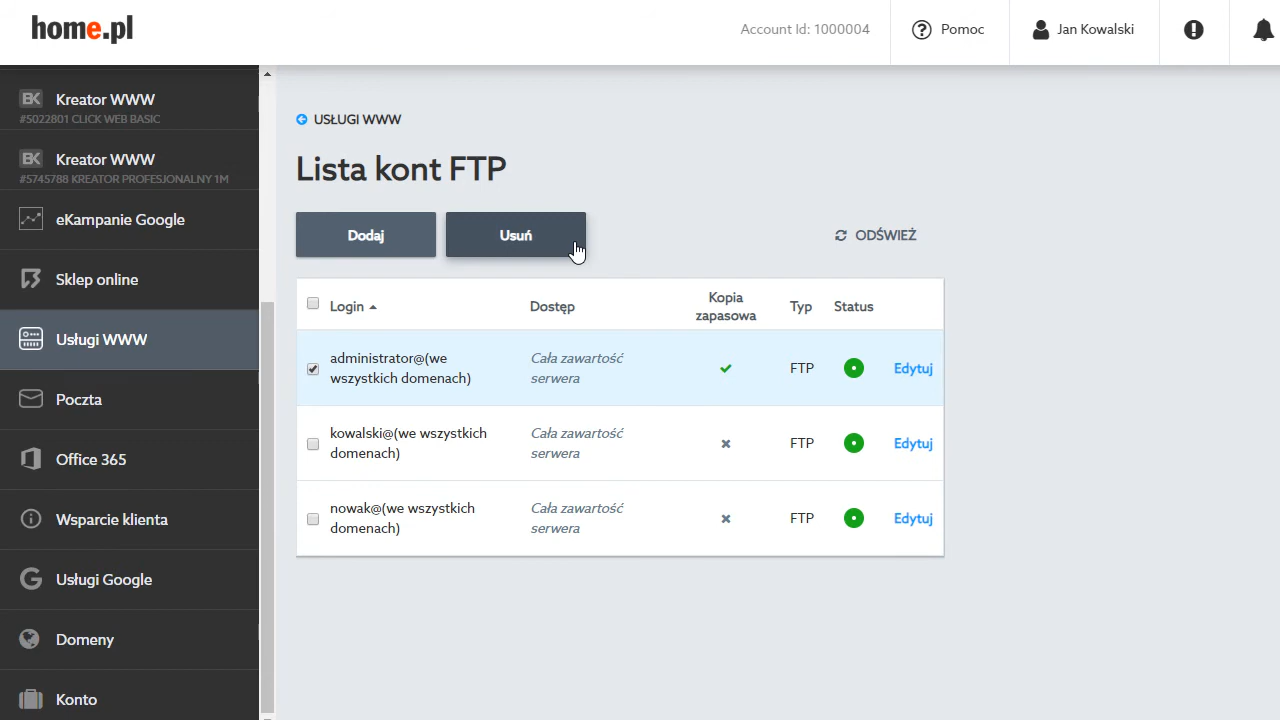 home.pl
Account Id: 1000004
Pomoc
Jan Kowalski
BK Kreator WWW
#5022801 CLICK WEB BASIC
BK Kreator WWW
#5745788 KREATOR PROFESJONALNY 1M
eKampanie Google
Sklep online
Usługi WWW
Poczta
Office 365
Wsparcie klienta
Usługi Google
Domeny
Konto
USŁUGI WWW
Lista kont FTP
Dodaj
Usuń
ODŚWIEŻ
Login
Dostęp
Kopia
zapasowa
Typ
Status
administrator@(we
wszystkich domenach)
Cała zawartość
serwera
FTP
Edytuj
kowalski@(we wszystkich
domenach)
Cała zawartość
serwera
FTP
Edytuj
nowak@(we wszystkich
domenach)
Cała zawartość
serwera
FTP
Edytuj